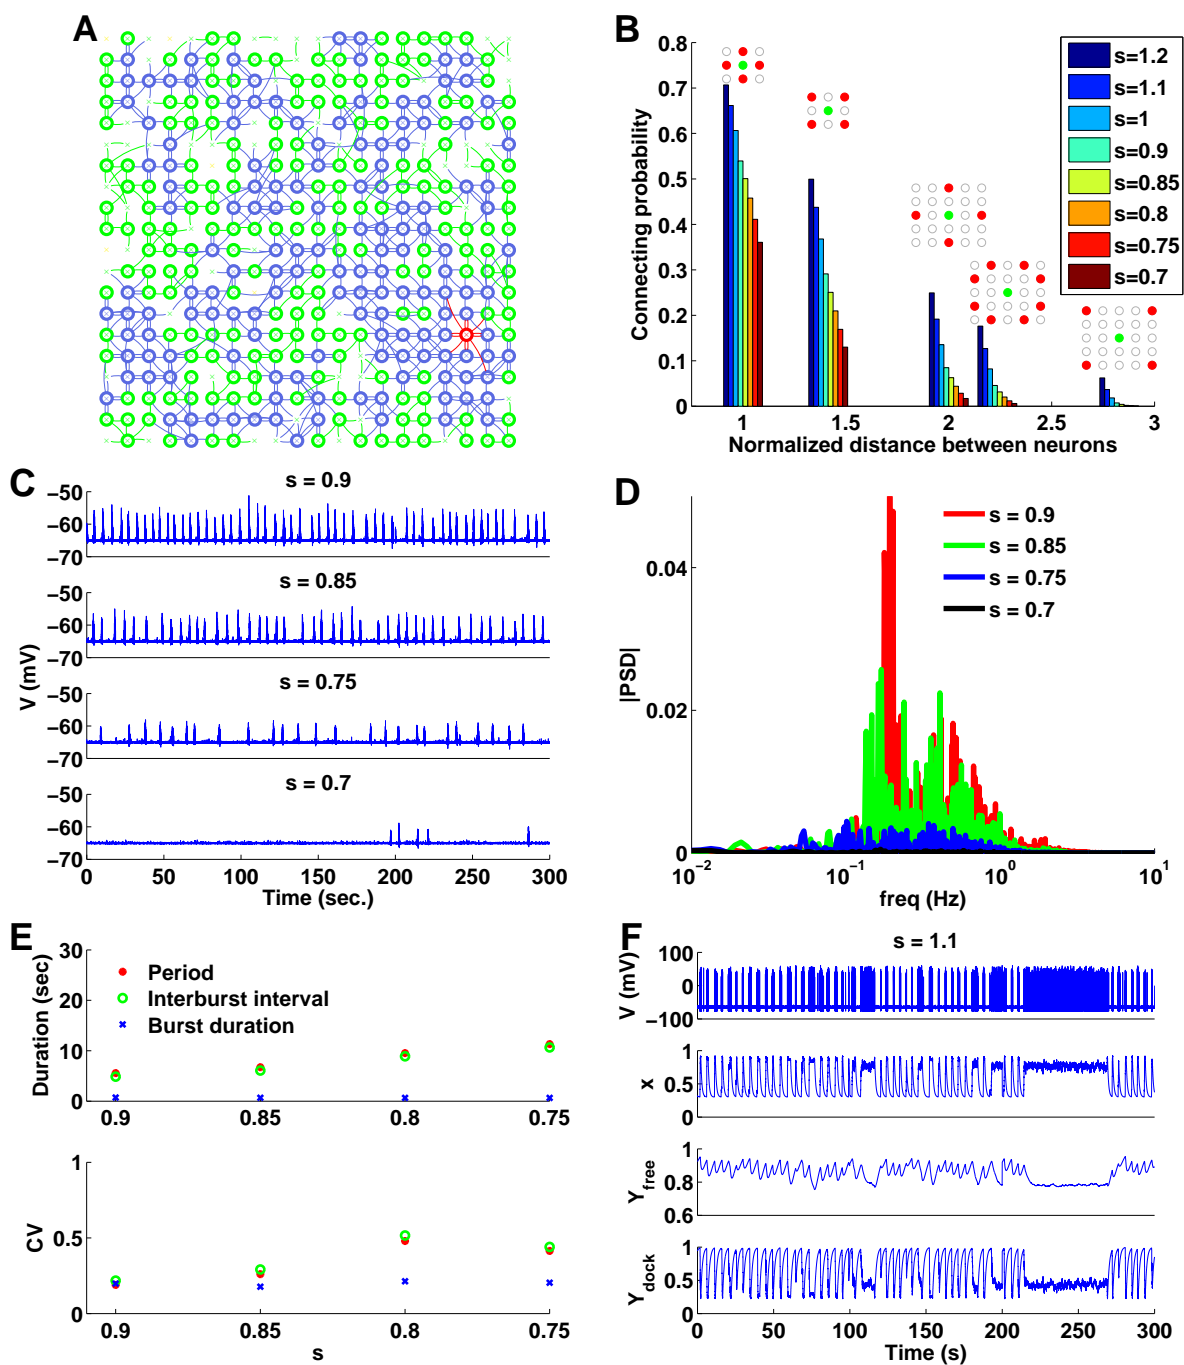 A
B
0.8
0.7
0.6
0.5
0.4
0.3
0.2
0.1
0
Connecting probability
s=1.2
s=1.1
s=1
s=0.9
s=0.85
s=0.8
s=0.75
s=0.7
1
1.5
2
2.5
3
Normalized distance between neurons
C
s = 0.9
−50
−60
−70
s = 0.85
−50
−60
−70
s = 0.75
−50
−60
−70
s = 0.7
−50
−60
−70
V (mV)
0
50
100
150
200
250
300
Time (sec.)
D
s = 0.9
s = 0.85
s = 0.75
s = 0.7
0.04
0.02
0
|PSD|
10−2
10−1
100
101
freq (Hz)
E
30
20
10
0
Duration (sec)
Period
Interburst interval
Burst duration
0.9
0.85
0.8
0.75
1
0.5
0
CV
0.9
0.85
0.8
0.75
s
F
s = 1.1
100
0
−100
V (mV)
1
0.5
0
x
1
0.8
0.6
Yfree
1
0.5
0
Ydock
0
50
100
150
200
250
300
Time (s)